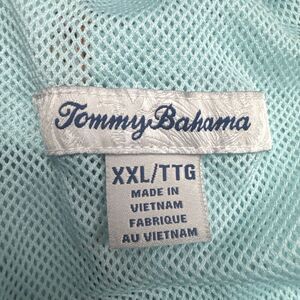 Tommy Bahama
XXL/TTG
MADE IN
VIETNAM
FABRIQUE
AU VIETNAM